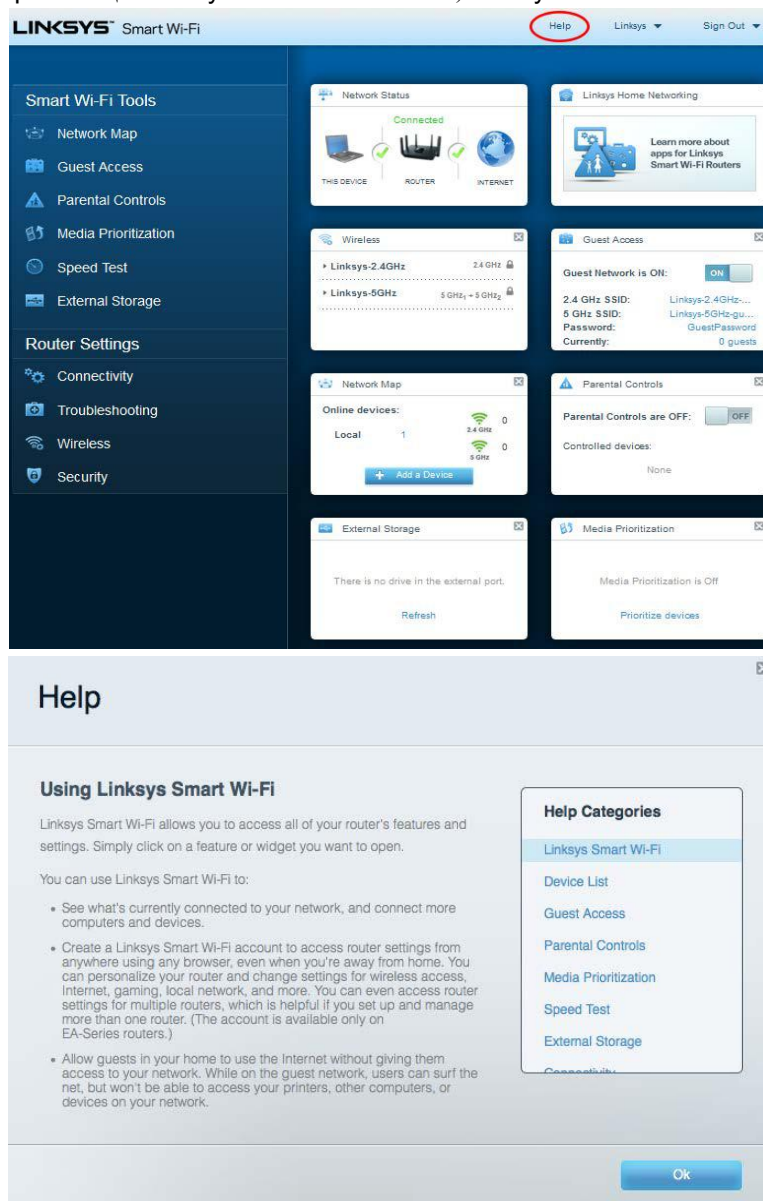 LINKSYS™ Smart Wi-Fi
Help
Linksys
Sign Out
Smart Wi-Fi Tools
Network Map
Guest Access
Parental Controls
Media Prioritization
Speed Test
External Storage
Router Settings
Connectivity
Troubleshooting
Wireless
Security
Network Status
Connected
THIS DEVICE
ROUTER
INTERNET
Linksys Home Networking
Learn more about
apps for Linksys
Smart Wi-Fi Routers
Wireless
Linksys-2.4GHz 2.4 GHz
Linksys-5GHz 5 GHz1 + 5 GHz2
Guest Access
Guest Network is ON: ON
2.4 GHz SSID: Linksys-2.4GHz-...
5 GHz SSID: Linksys-5GHz-gu...
Password: GuestPassword
Currently: 0 guests
Network Map
Online devices:
Local 1
0
2.4 GHz
0
5 GHz
+ Add a Device
Parental Controls
Parental Controls are OFF: OFF
Controlled devices:
None
External Storage
There is no drive in the external port.
Refresh
Media Prioritization
Media Prioritization is Off
Prioritize devices
Help
Using Linksys Smart Wi-Fi
Linksys Smart Wi-Fi allows you to access all of your router's features and
settings. Simply click on a feature or widget you want to open.
You can use Linksys Smart Wi-Fi to:
• See what's currently connected to your network, and connect more
computers and devices.
• Create a Linksys Smart Wi-Fi account to access router settings from
anywhere using any browser, even when you're away from home. You
can personalize your router and change settings for wireless access,
Internet, gaming, local network, and more. You can even access router
settings for multiple routers, which is helpful if you set up and manage
more than one router. (The account is available only on
EA-Series routers.)
• Allow guests in your home to use the Internet without giving them
access to your network. While on the guest network, users can surf the
net, but won't be able to access your printers, other computers, or
devices on your network.
Help Categories
Linksys Smart Wi-Fi
Device List
Guest Access
Parental Controls
Media Prioritization
Speed Test
External Storage
Ok